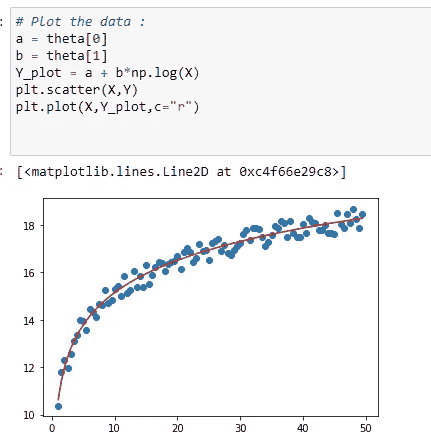 :
# Plot the data :
a = theta[0]
b = theta[1]
Y_plot = a + b*np.log(X)
plt.scatter(X,Y)
plt.plot(X,Y_plot,c="r")
: [<matplotlib.lines.Line2D at 0xc4f66e29c8>]
18
16
14
12
10
0 10 20 30 40 50